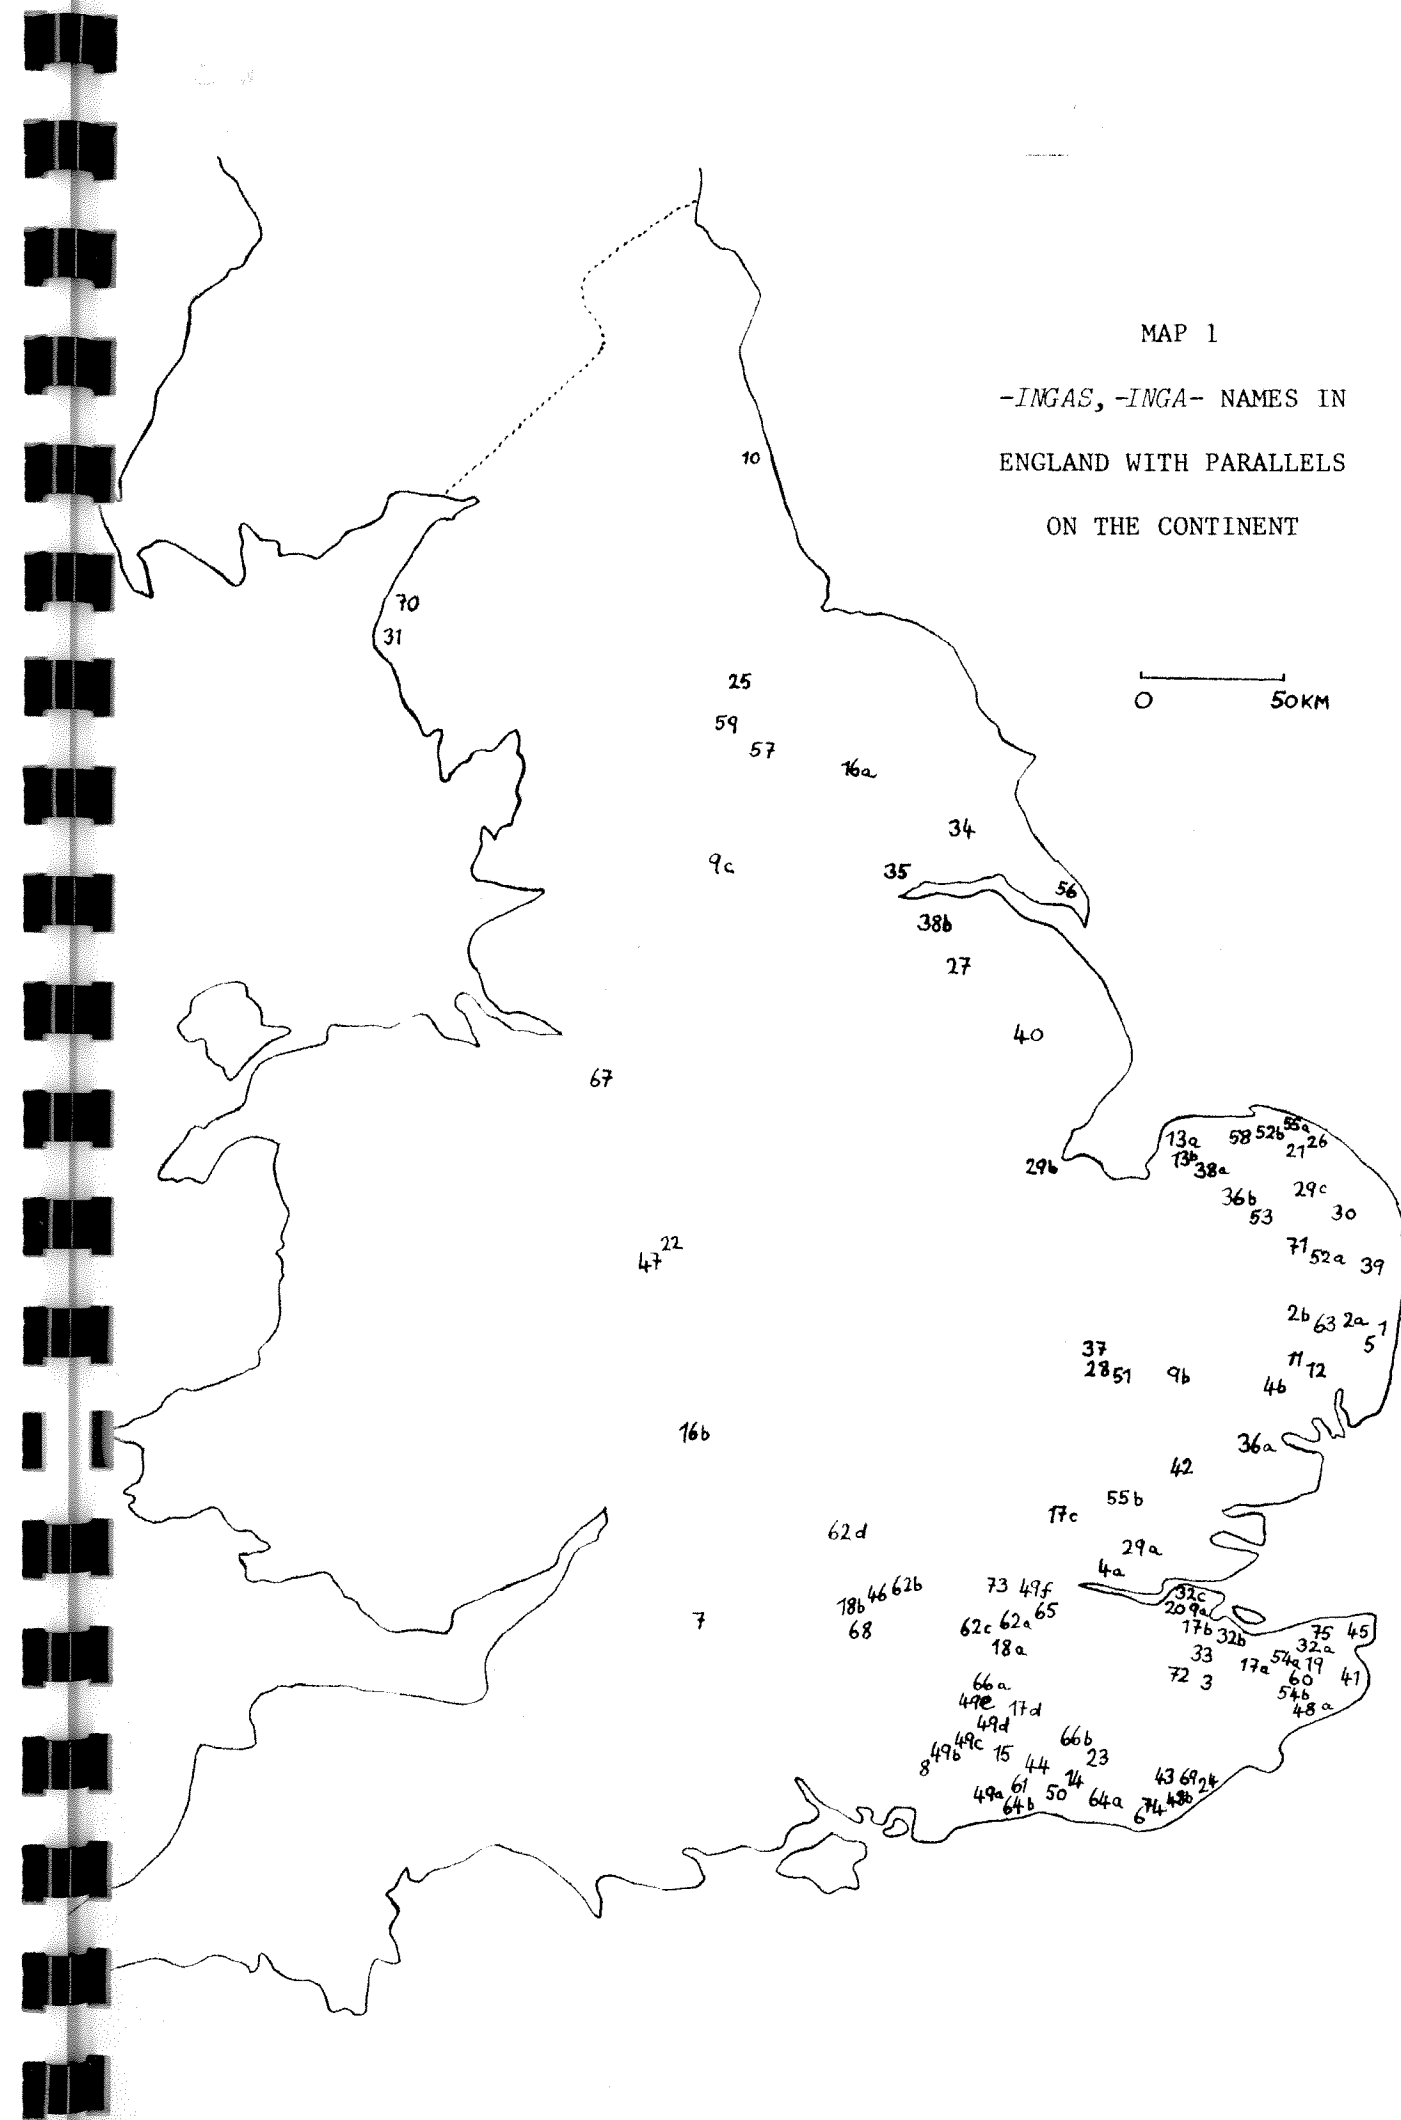 MAP 1
-INGAS, -INGA- NAMES IN
ENGLAND WITH PARALLELS
ON THE CONTINENT
10
70
31
25
0 50KM
59
57
16a
34
9c
35
56
38b
27
40
67
55a
13a 58 52b 26
21
29b 13b 38a
36b 29c
53 30
47 22
71 52a 39
2b 63 2a 1
5
37
11 12
28 51 9b 4b
16b
36a
42
55b
17c
62d
29a
4a
18b 46 62b 73 49f
32c
20 9a
7
68 62c 62a 65
17b 32b 75 45
18a
33 32a
54a 19
72 3 17a 60 41
66a
54b
49e 17d 48a
49d
49c 66b
8 49b 15 44 23
14 43 69 24
49a 61 50 64a
64b
6 74 48b